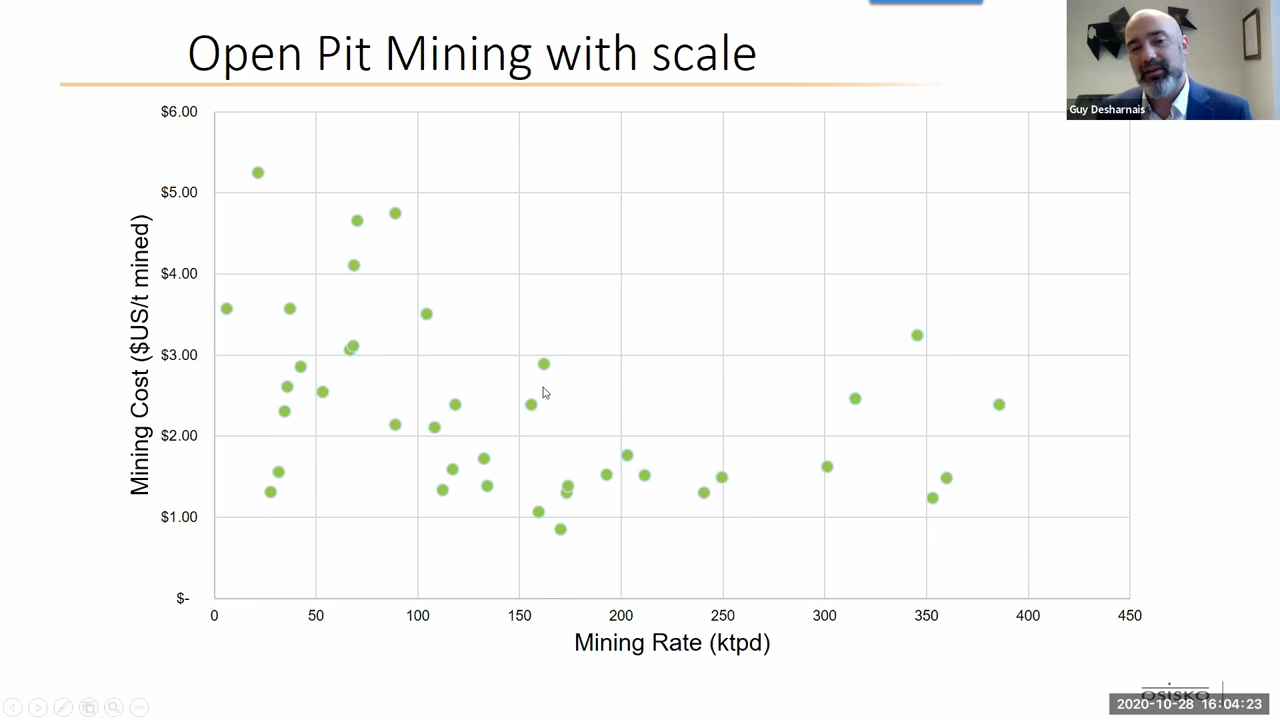 Open Pit Mining with scale
Guy Desharnais
$6.00
$5.00
$4.00
$3.00
$2.00
$1.00
$-
Mining Cost ($US/t mined)
0 50 100 150 200 250 300 350 400 450
Mining Rate (ktpd)
OSISKO
2020-10-28 16:04:23